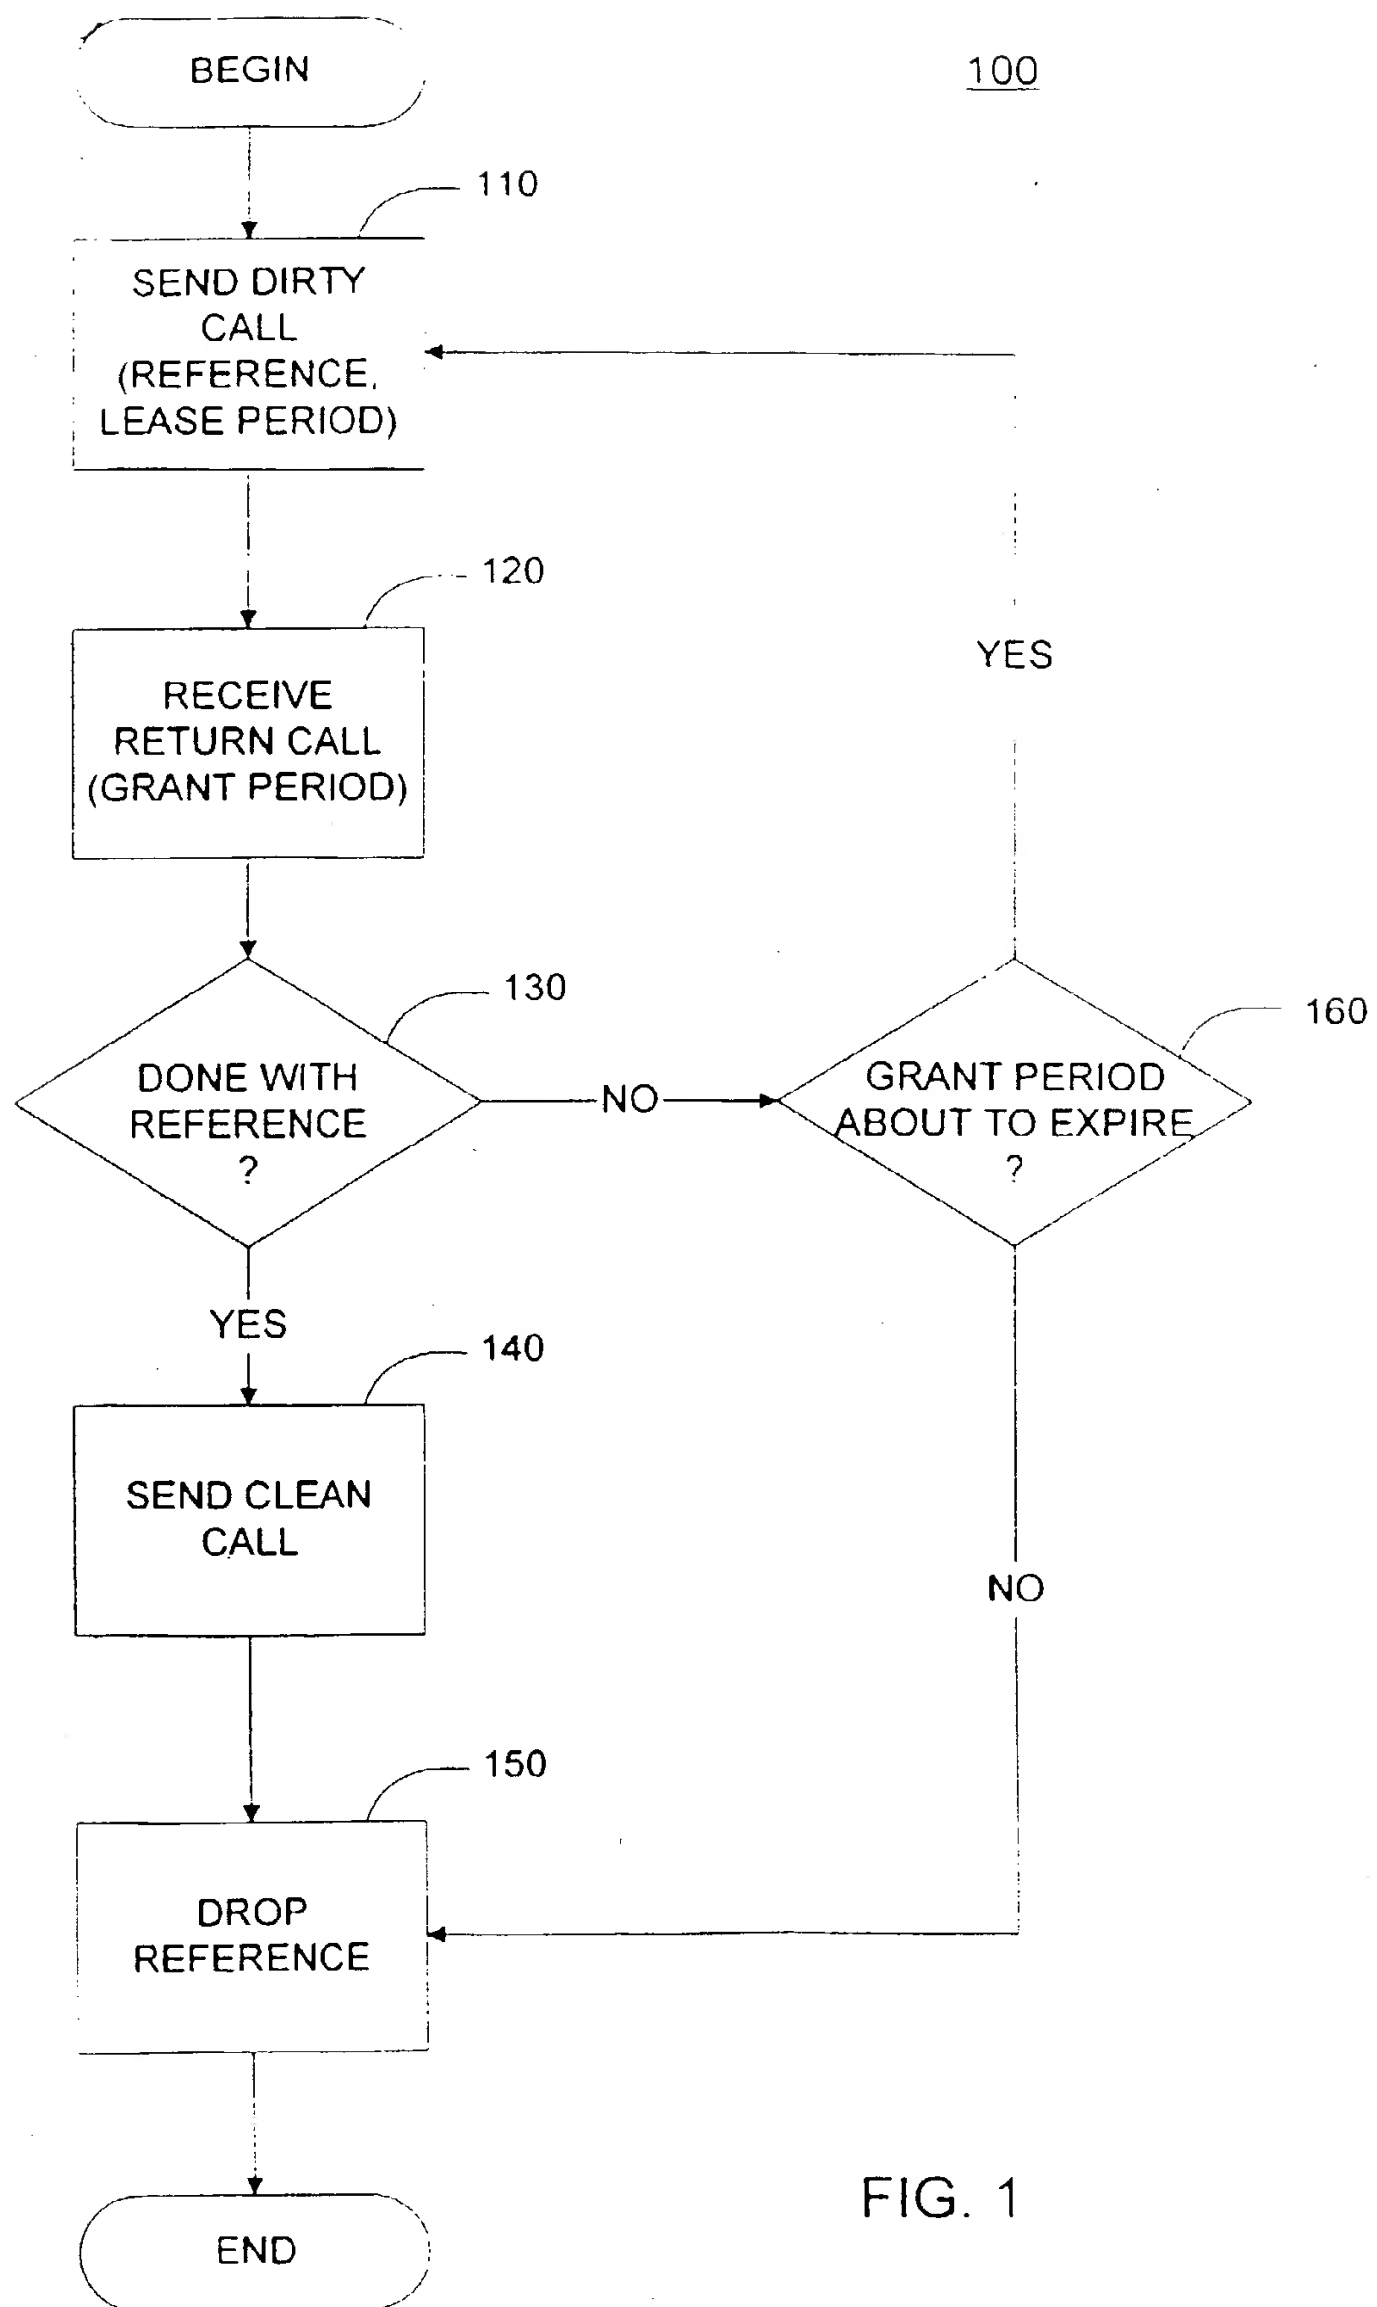 BEGIN
100
110
SEND DIRTY
CALL
(REFERENCE,
LEASE PERIOD)
120
RECEIVE
RETURN CALL
(GRANT PERIOD)
YES
130
DONE WITH
REFERENCE
?
NO
160
GRANT PERIOD
ABOUT TO EXPIRE
?
YES
140
SEND CLEAN
CALL
NO
150
DROP
REFERENCE
END
FIG. 1